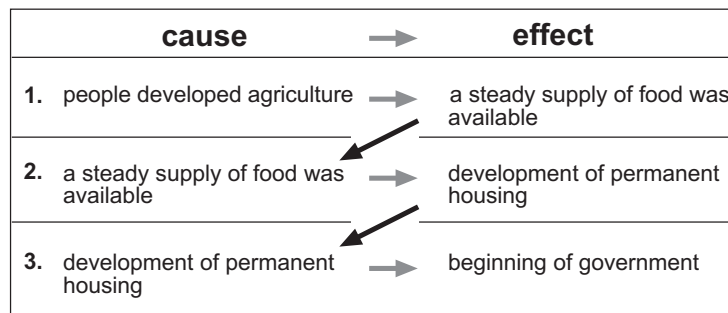 cause effect
1. people developed agriculture a steady supply of food was
available
2. a steady supply of food was development of permanent
available housing
3. development of permanent beginning of government
housing